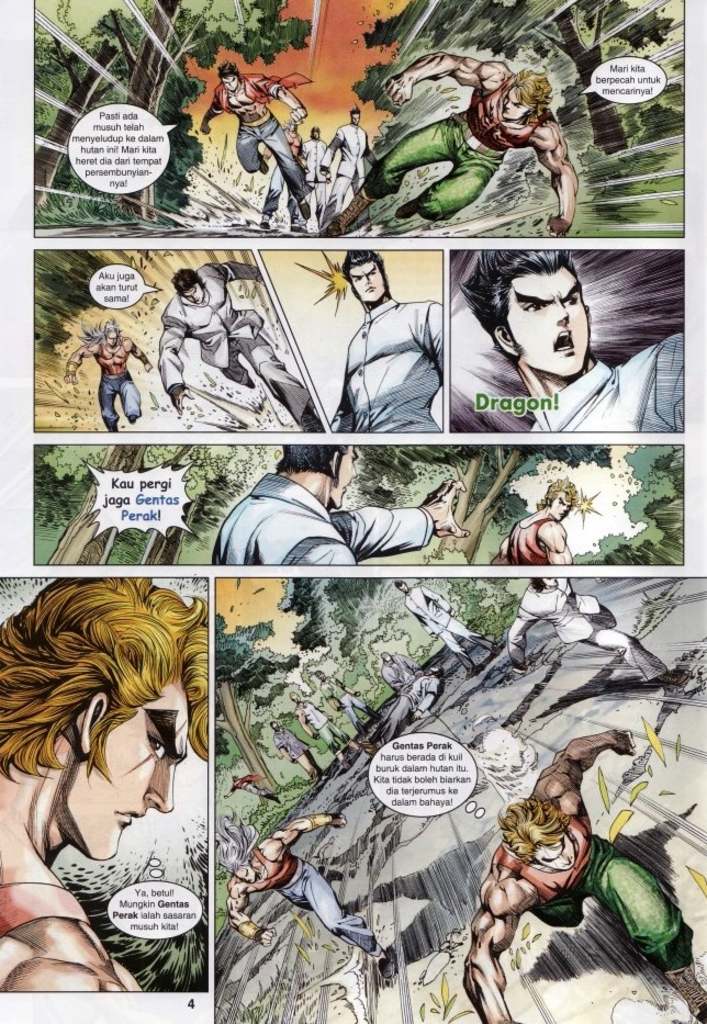 Pasti ada
musuh telah
menyelundup ke dalam
hutan ini! Mari kita
heret dia dari tempat
persembunyian-
nya!
Mari kita
berpecah untuk
mencarinya!
Aku juga
akan turut
sama!
Dragon!
Kau pergi
jaga Gentas
Perak!
Ya, betul!
Mungkin Gentas
Perak ialah sasaran
musuh kita!
Gentas Perak
harus berada di kuil
buruk dalam hutan itu.
Kita tidak boleh biarkan
dia terjerumus ke
dalam bahaya!
4